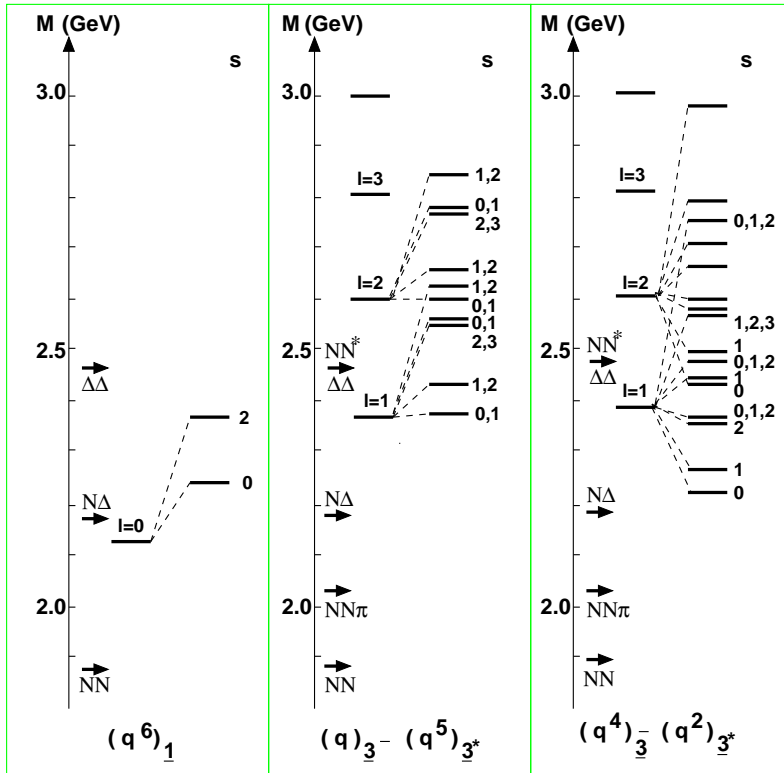 M (GeV)
s
3.0
2.5
ΔΔ
2
0
NΔ
l=0
2.0
NN
(q⁶)₁
M (GeV)
s
3.0
l=3
1,2
0,1
2,3
l=2
1,2
1,2
0,1
2.5
NN*
ΔΔ
0,1
2,3
l=1
1,2
0,1
NΔ
2.0
NNπ
NN
(q)₃ – (q⁵)₃*
M (GeV)
s
3.0
l=3
0,1,2
l=2
1,2,3
2.5
NN*
ΔΔ
1
0,1,2
1
0
l=1
0,1,2
2
1
0
NΔ
2.0
NNπ
NN
(q⁴)₃ – (q²)₃*